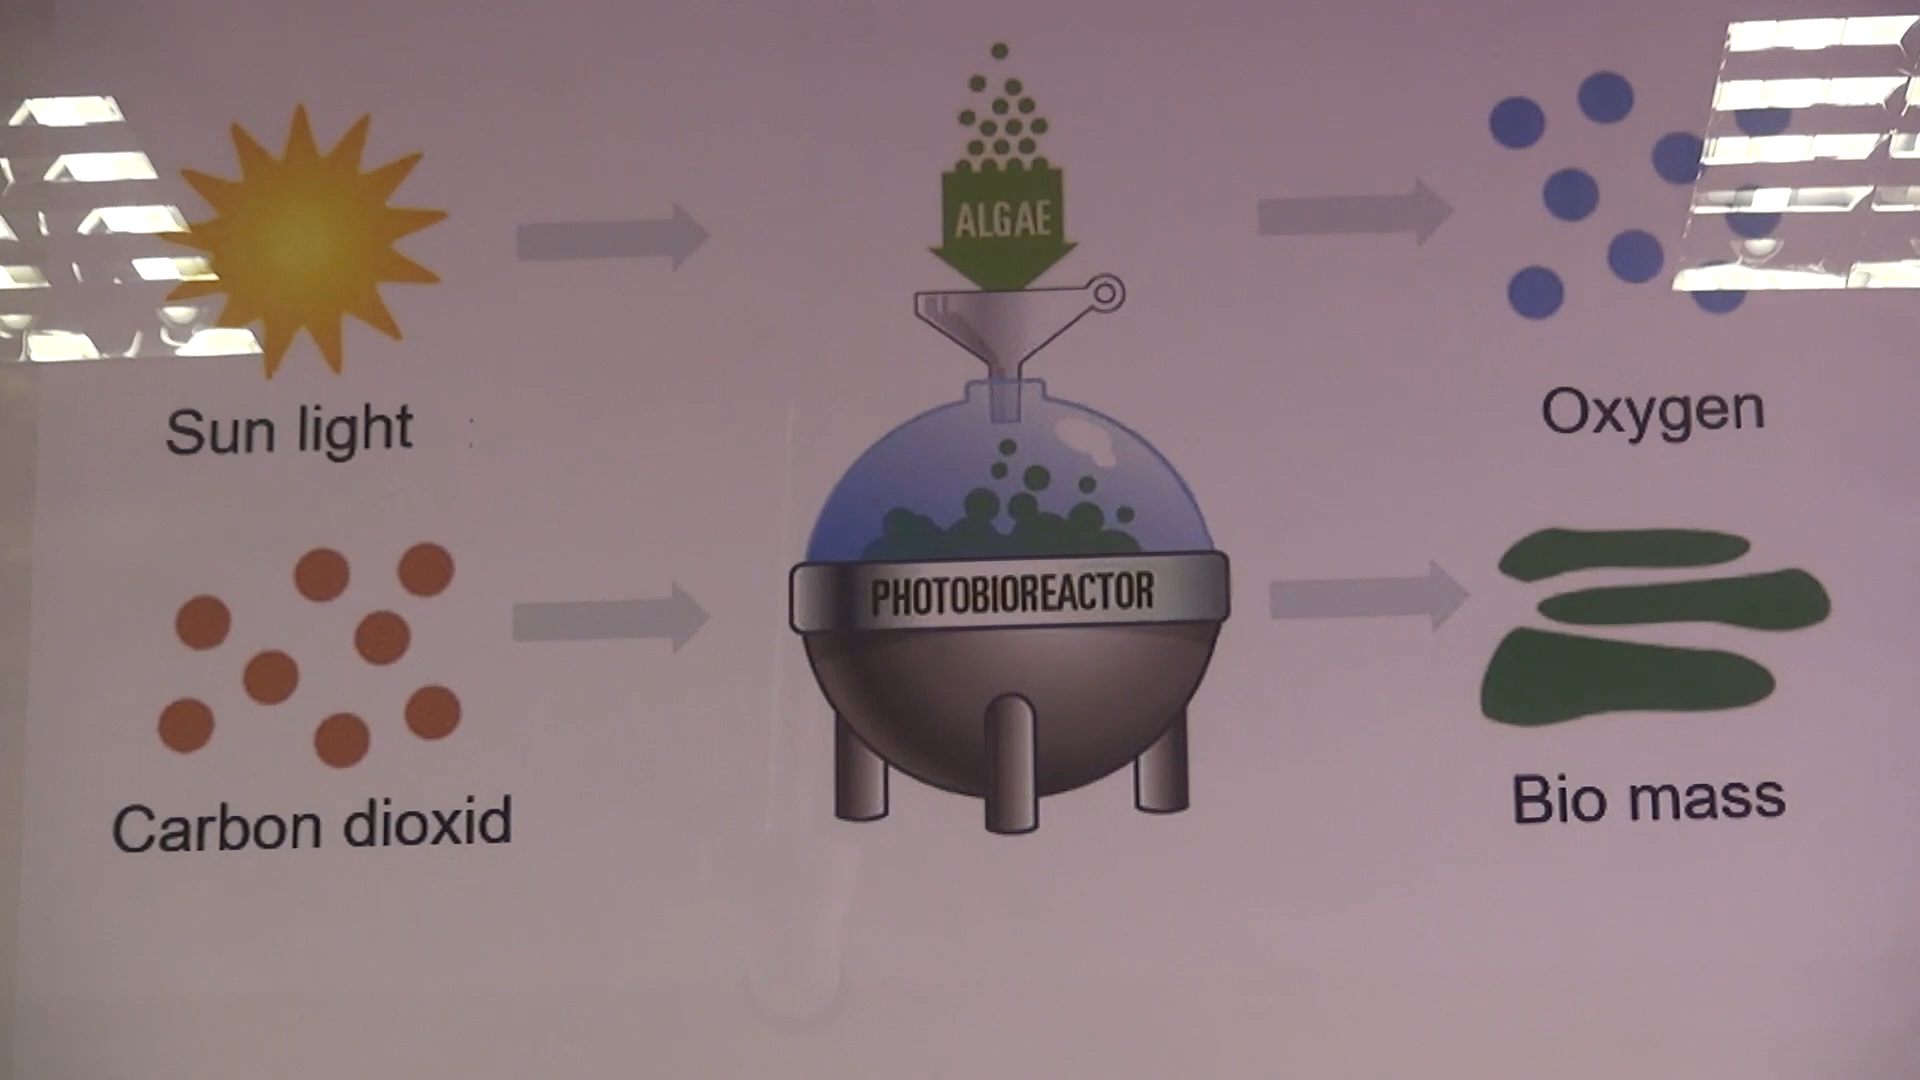 ALGAE
Sun light
Oxygen
PHOTOBIOREACTOR
Carbon dioxid
Bio mass